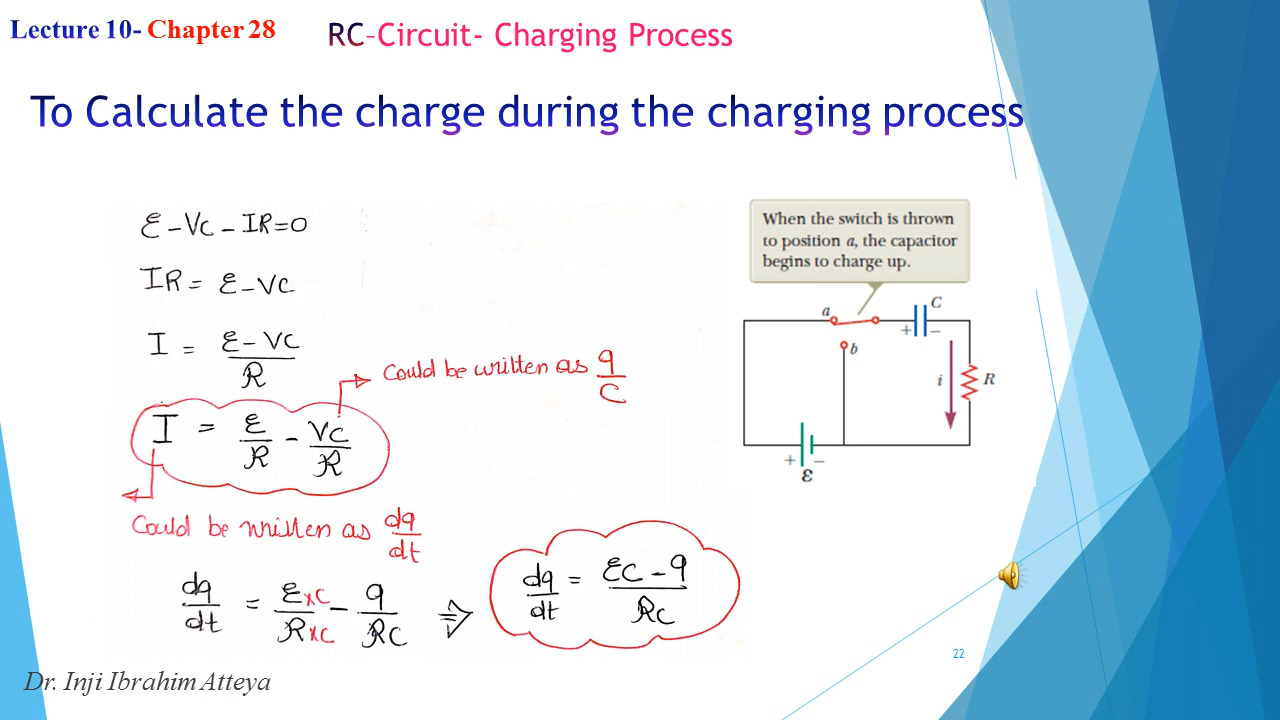 Lecture 10- Chapter 28
RC–Circuit- Charging Process
To Calculate the charge during the charging process
ε – Vc – IR = 0
IR = ε – Vc
I = ε – Vc / R
Could be written as q / C
I = ε / R – Vc / R
Could be written as dq / dt
dq / dt = ε xC / R xC – q / RC ⇒ dq / dt = εC – q / RC
When the switch is thrown
to position a, the capacitor
begins to charge up.
a
C
+ –
b
i
R
+ –
ε
22
Dr. Inji Ibrahim Atteya